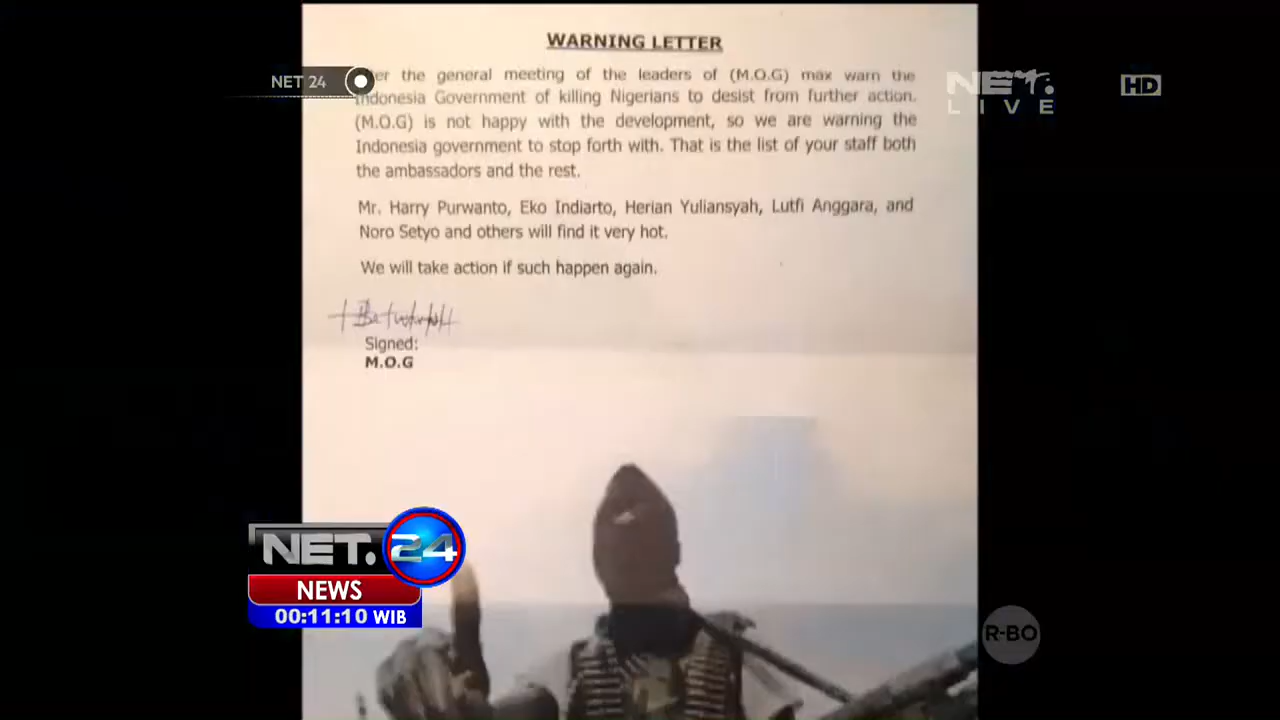 WARNING LETTER
the general meeting of the leaders of (M.O.G) max warn the
Indonesia Government of killing Nigerians to desist from further action.
(M.O.G) is not happy with the development, so we are warning the
Indonesia government to stop forth with. That is the list of your staff both
the ambassadors and the rest.
Mr. Harry Purwanto, Eko Indiarto, Herian Yuliansyah, Lutfi Anggara, and
Noro Setyo and others will find it very hot.
We will take action if such happen again.
Signed:
M.O.G
NET 24
NET.
LIVE
HD
NET. 24
NEWS
00:11:10 WIB
R-BO